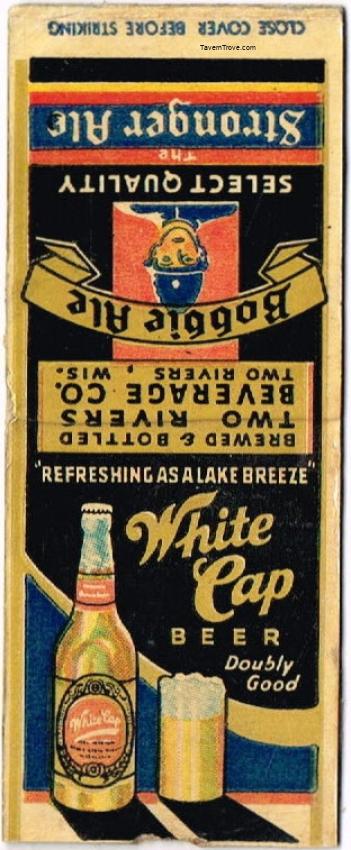 CLOSE COVER BEFORE STRIKING
TavernTrove.com
The
Stronger Ale
SELECT QUALITY
Bobbie Ale
BREWED & BOTTLED
TWO RIVERS
BEVERAGE CO.
TWO RIVERS, WIS.
"REFRESHING AS A LAKE BREEZE"
White
Cap
BEER
Doubly
Good
White Cap